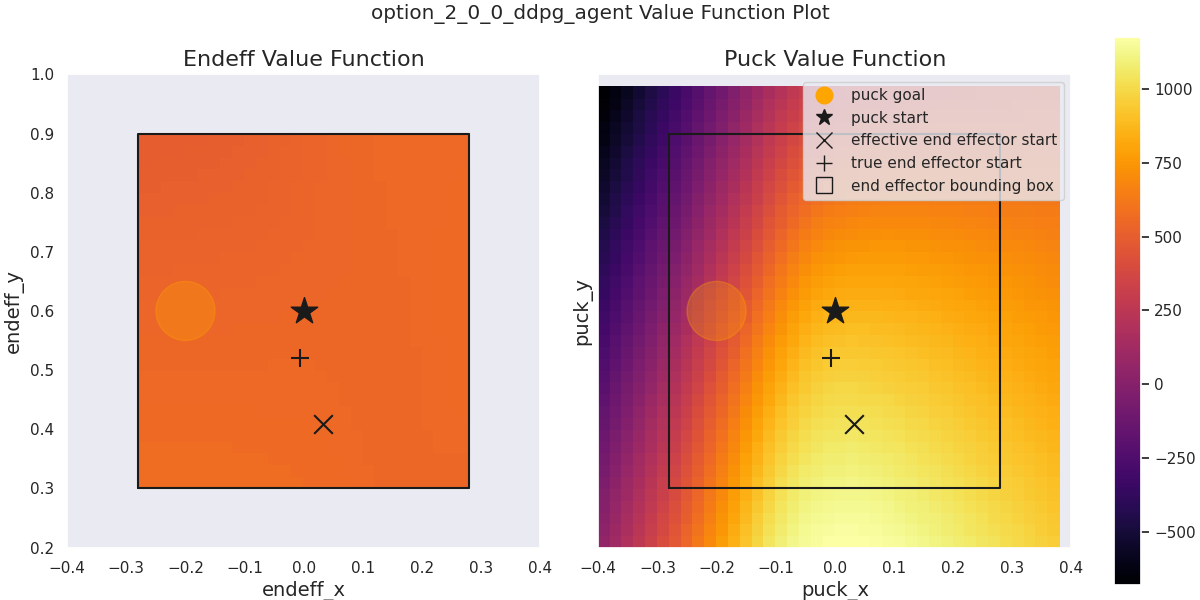 option_2_0_0_ddpg_agent Value Function Plot
Endeff Value Function
Puck Value Function
1.0
0.9
0.8
0.7
0.6
0.5
0.4
0.3
0.2
endeff_y
−0.4 −0.3 −0.2 −0.1 0.0 0.1 0.2 0.3 0.4
endeff_x
puck_y
puck goal
puck start
effective end effector start
true end effector start
end effector bounding box
−0.4 −0.3 −0.2 −0.1 0.0 0.1 0.2 0.3 0.4
puck_x
1000
750
500
250
0
−250
−500